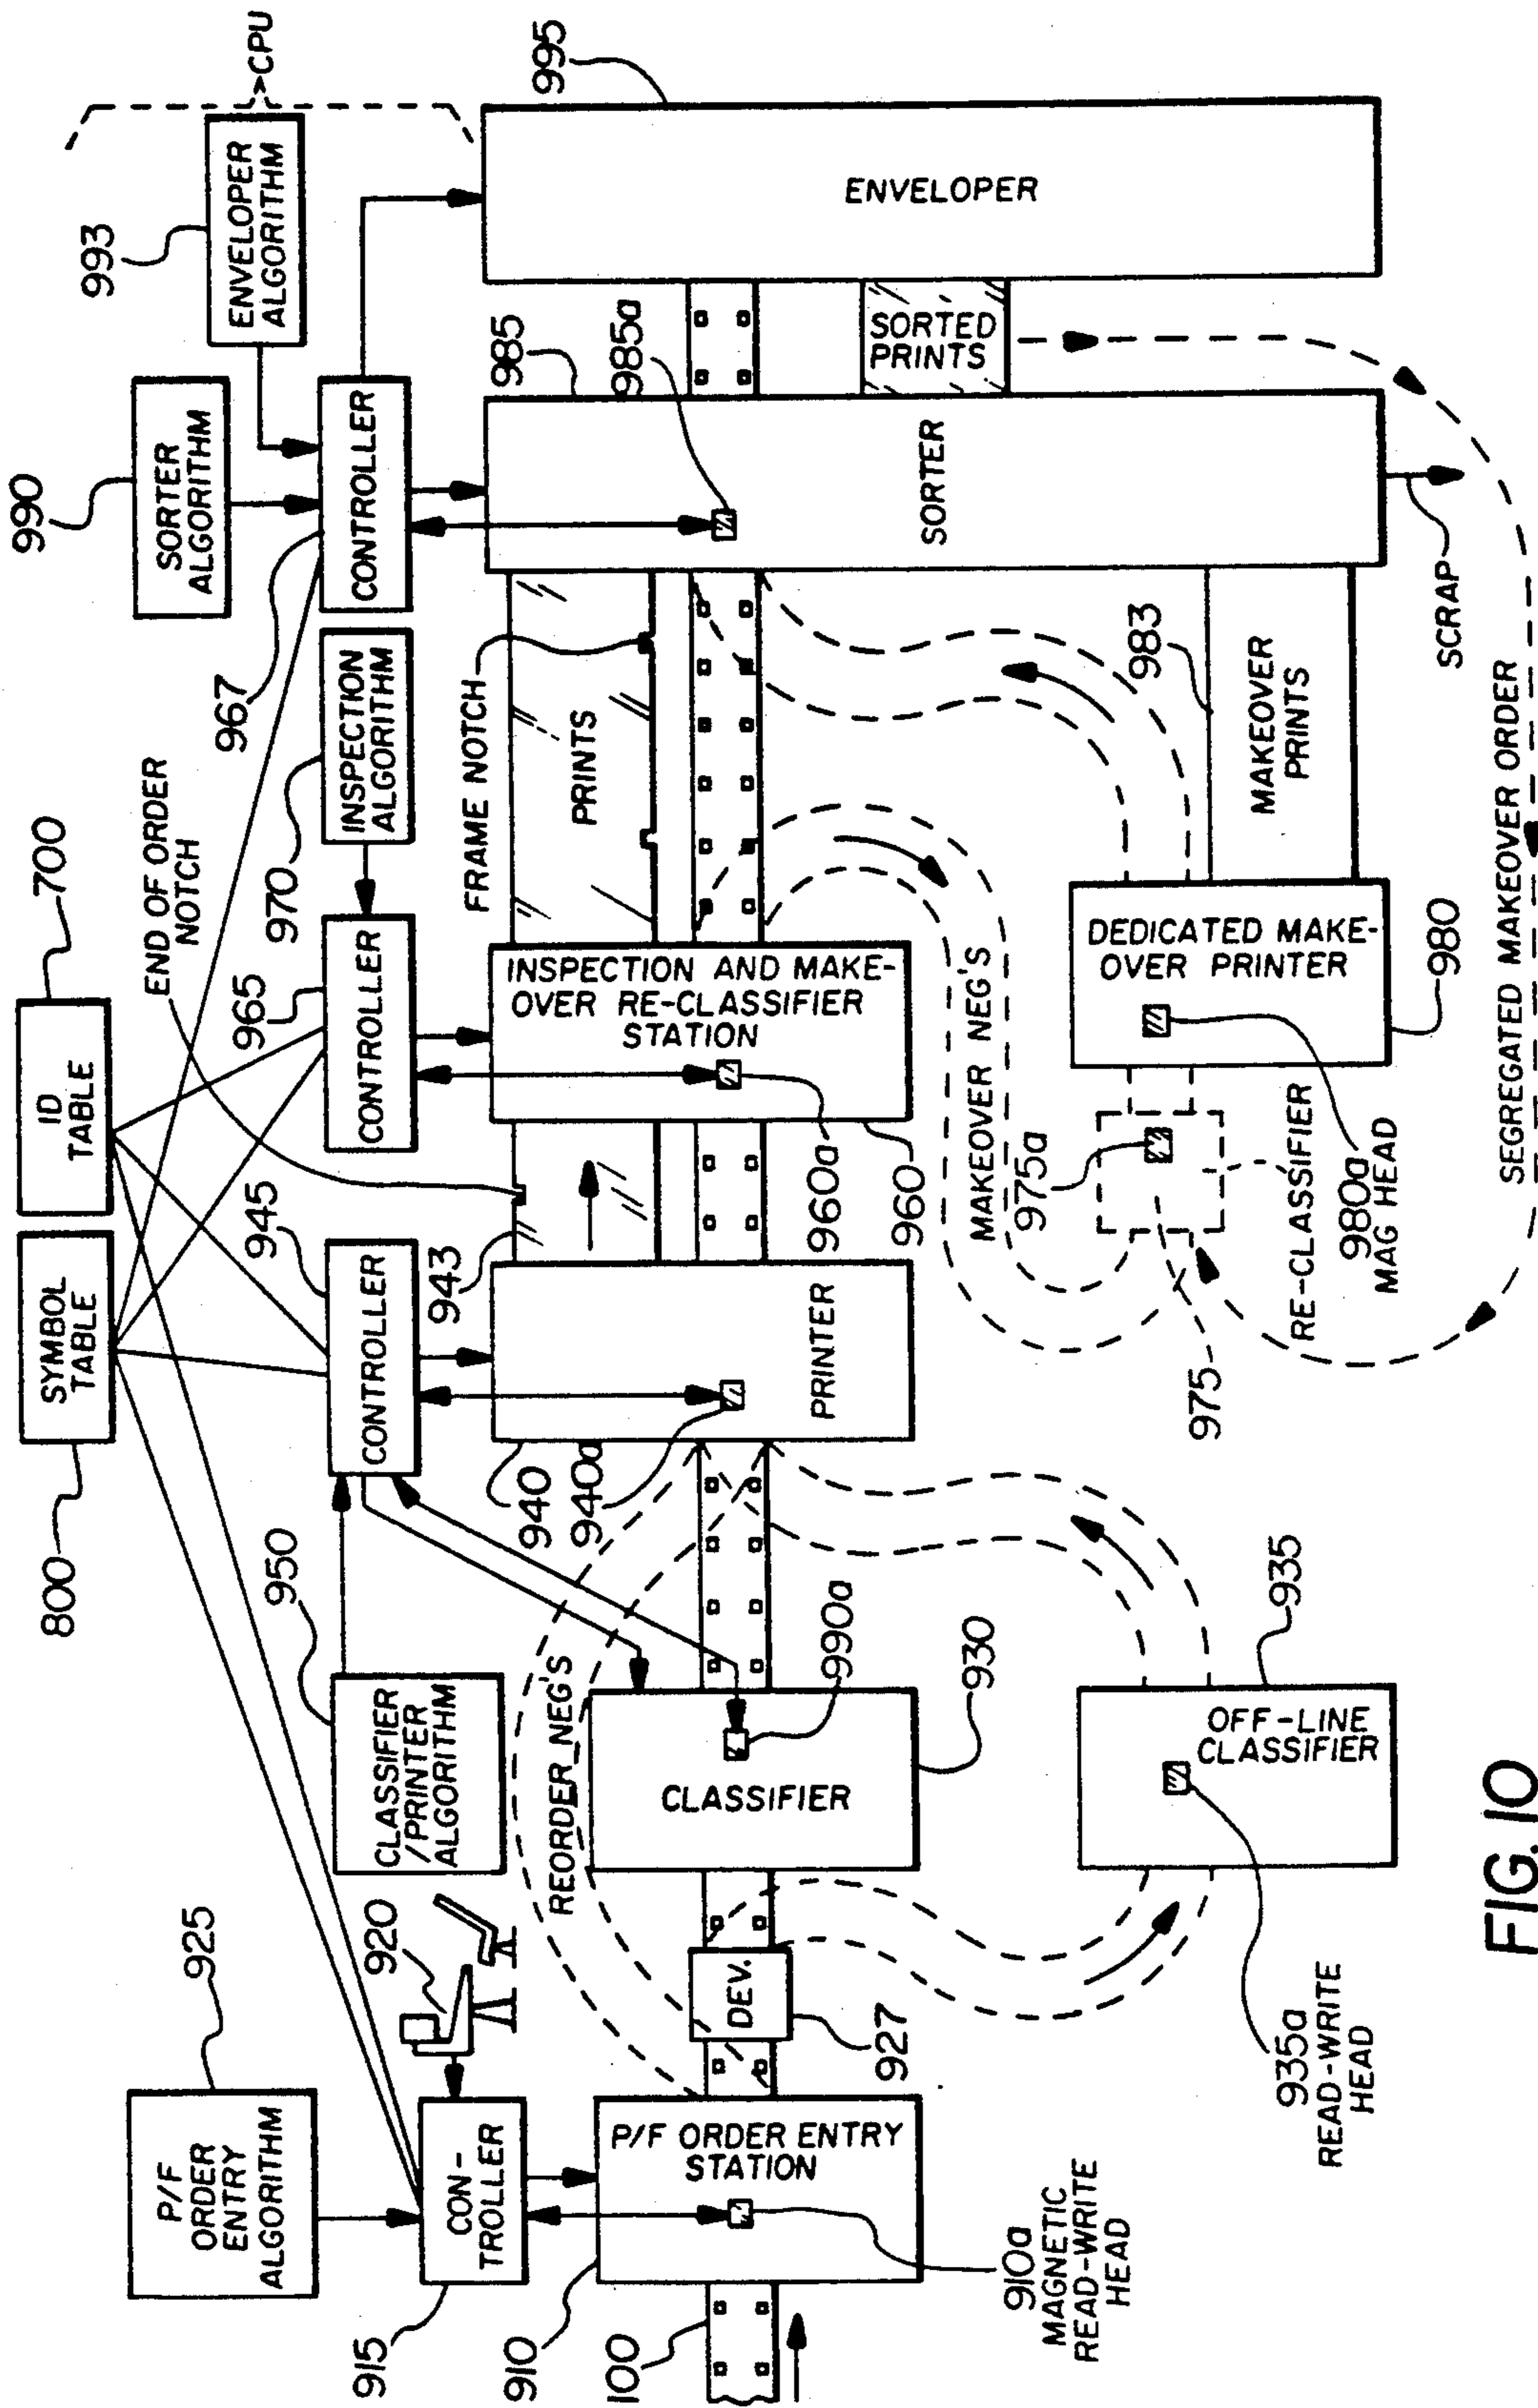 925
P/F
ORDER
ENTRY
ALGORITHM
800
SYMBOL
TABLE
ID
TABLE
700
990
SORTER
ALGORITHM
993
ENVELOPER
ALGORITHM
CPU
915
CON-
TROLLER
920
950
CLASSIFIER
/PRINTER
ALGORITHM
945
CONTROLLER
965
CONTROLLER
END OF ORDER
NOTCH
970
INSPECTION
ALGORITHM
967
CONTROLLER
910
P/F ORDER ENTRY
STATION
100
910a
MAGNETIC
READ-WRITE
HEAD
DEV.
927
REORDER NEG'S
CLASSIFIER
990a
930
940
940a
PRINTER
943
INSPECTION AND MAKE-
OVER RE-CLASSIFIER
STATION
960a
960
FRAME NOTCH
PRINTS
985
985a
SORTER
SORTED
PRINTS
995
ENVELOPER
935
OFF-LINE
CLASSIFIER
935a
READ-WRITE
HEAD
MAKEOVER NEG'S
975a
975
RE-CLASSIFIER
DEDICATED MAKE-
OVER PRINTER
980
980a
MAG HEAD
983
MAKEOVER
PRINTS
SCRAP
SEGREGATED MAKEOVER ORDER
FIG. 10